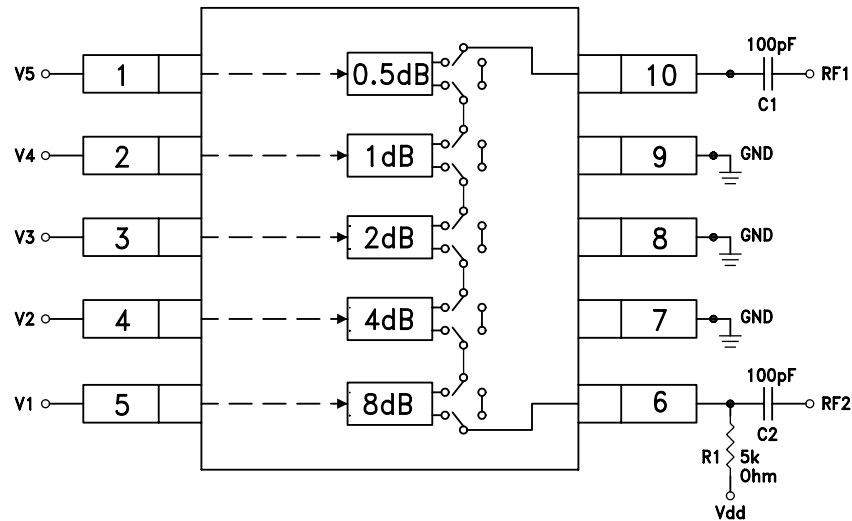 V5 1 0.5dB 10 100pF C1 RF1
V4 2 1dB 9 GND
V3 3 2dB 8 GND
V2 4 4dB 7 GND
V1 5 8dB 6 100pF C2 RF2
R1 5k
Ohm
Vdd